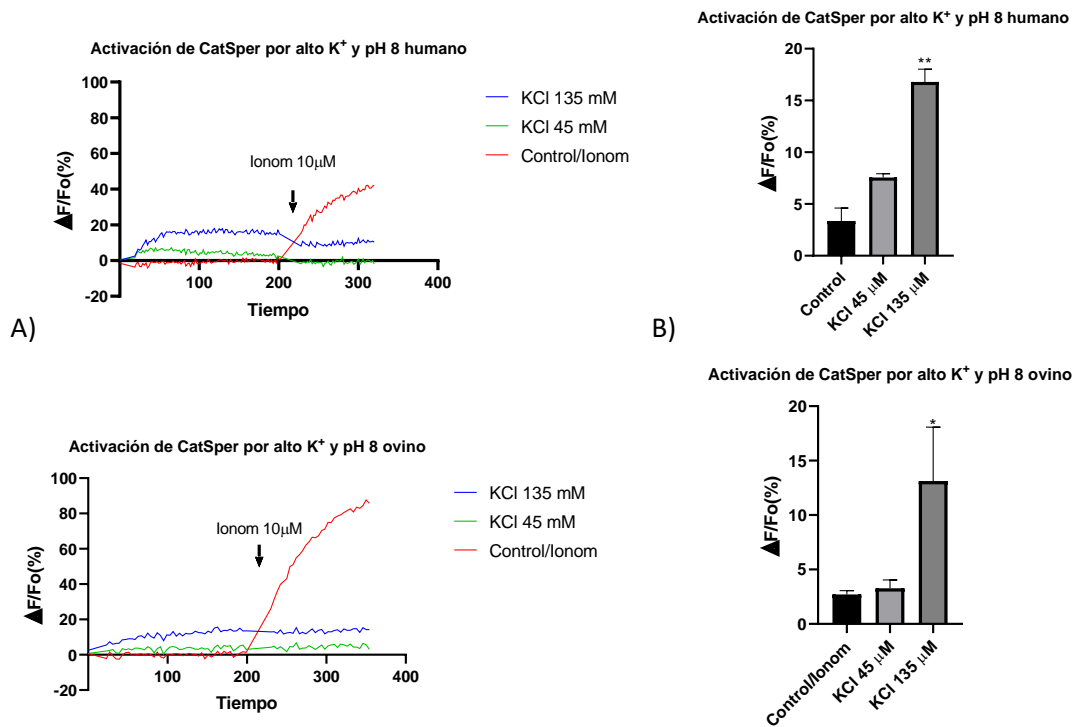 Activación de CatSper por alto K⁺ y pH 8 humano
100
80
60
40
20
0
-20
ΔF/Fo(%)
100
200
300
400
Tiempo
Ionom 10μM
KCl 135 mM
KCl 45 mM
Control/Ionom
A)
Activación de CatSper por alto K⁺ y pH 8 humano
20
15
10
5
0
ΔF/Fo(%)
**
Control
KCl 45 μM
KCl 135 μM
B)
Activación de CatSper por alto K⁺ y pH 8 ovino
100
80
60
40
20
0
-20
ΔF/Fo(%)
100
200
300
400
Tiempo
Ionom 10μM
KCl 135 mM
KCl 45 mM
Control/Ionom
Activación de CatSper por alto K⁺ y pH 8 ovino
20
15
10
5
0
ΔF/Fo(%)
*
Control/Ionom
KCl 45 μM
KCl 135 μM